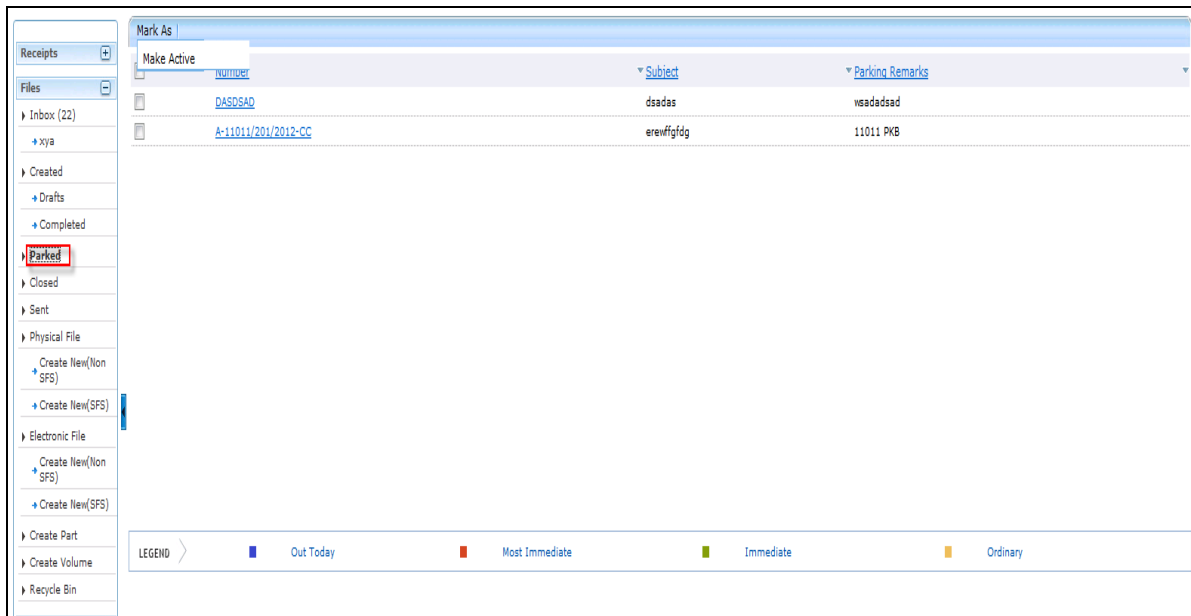 Mark As
Make Active
Number Subject Parking Remarks
DASDSAD dsadas wsadadsad
A-11011/201/2012-CC erewffgfdg 11011 PKB
Receipts
Files
Inbox (22)
xya
Created
Drafts
Completed
Parked
Closed
Sent
Physical File
Create New(Non
SFS)
Create New(SFS)
Electronic File
Create New(Non
SFS)
Create New(SFS)
Create Part
Create Volume
Recycle Bin
LEGEND Out Today Most Immediate Immediate Ordinary